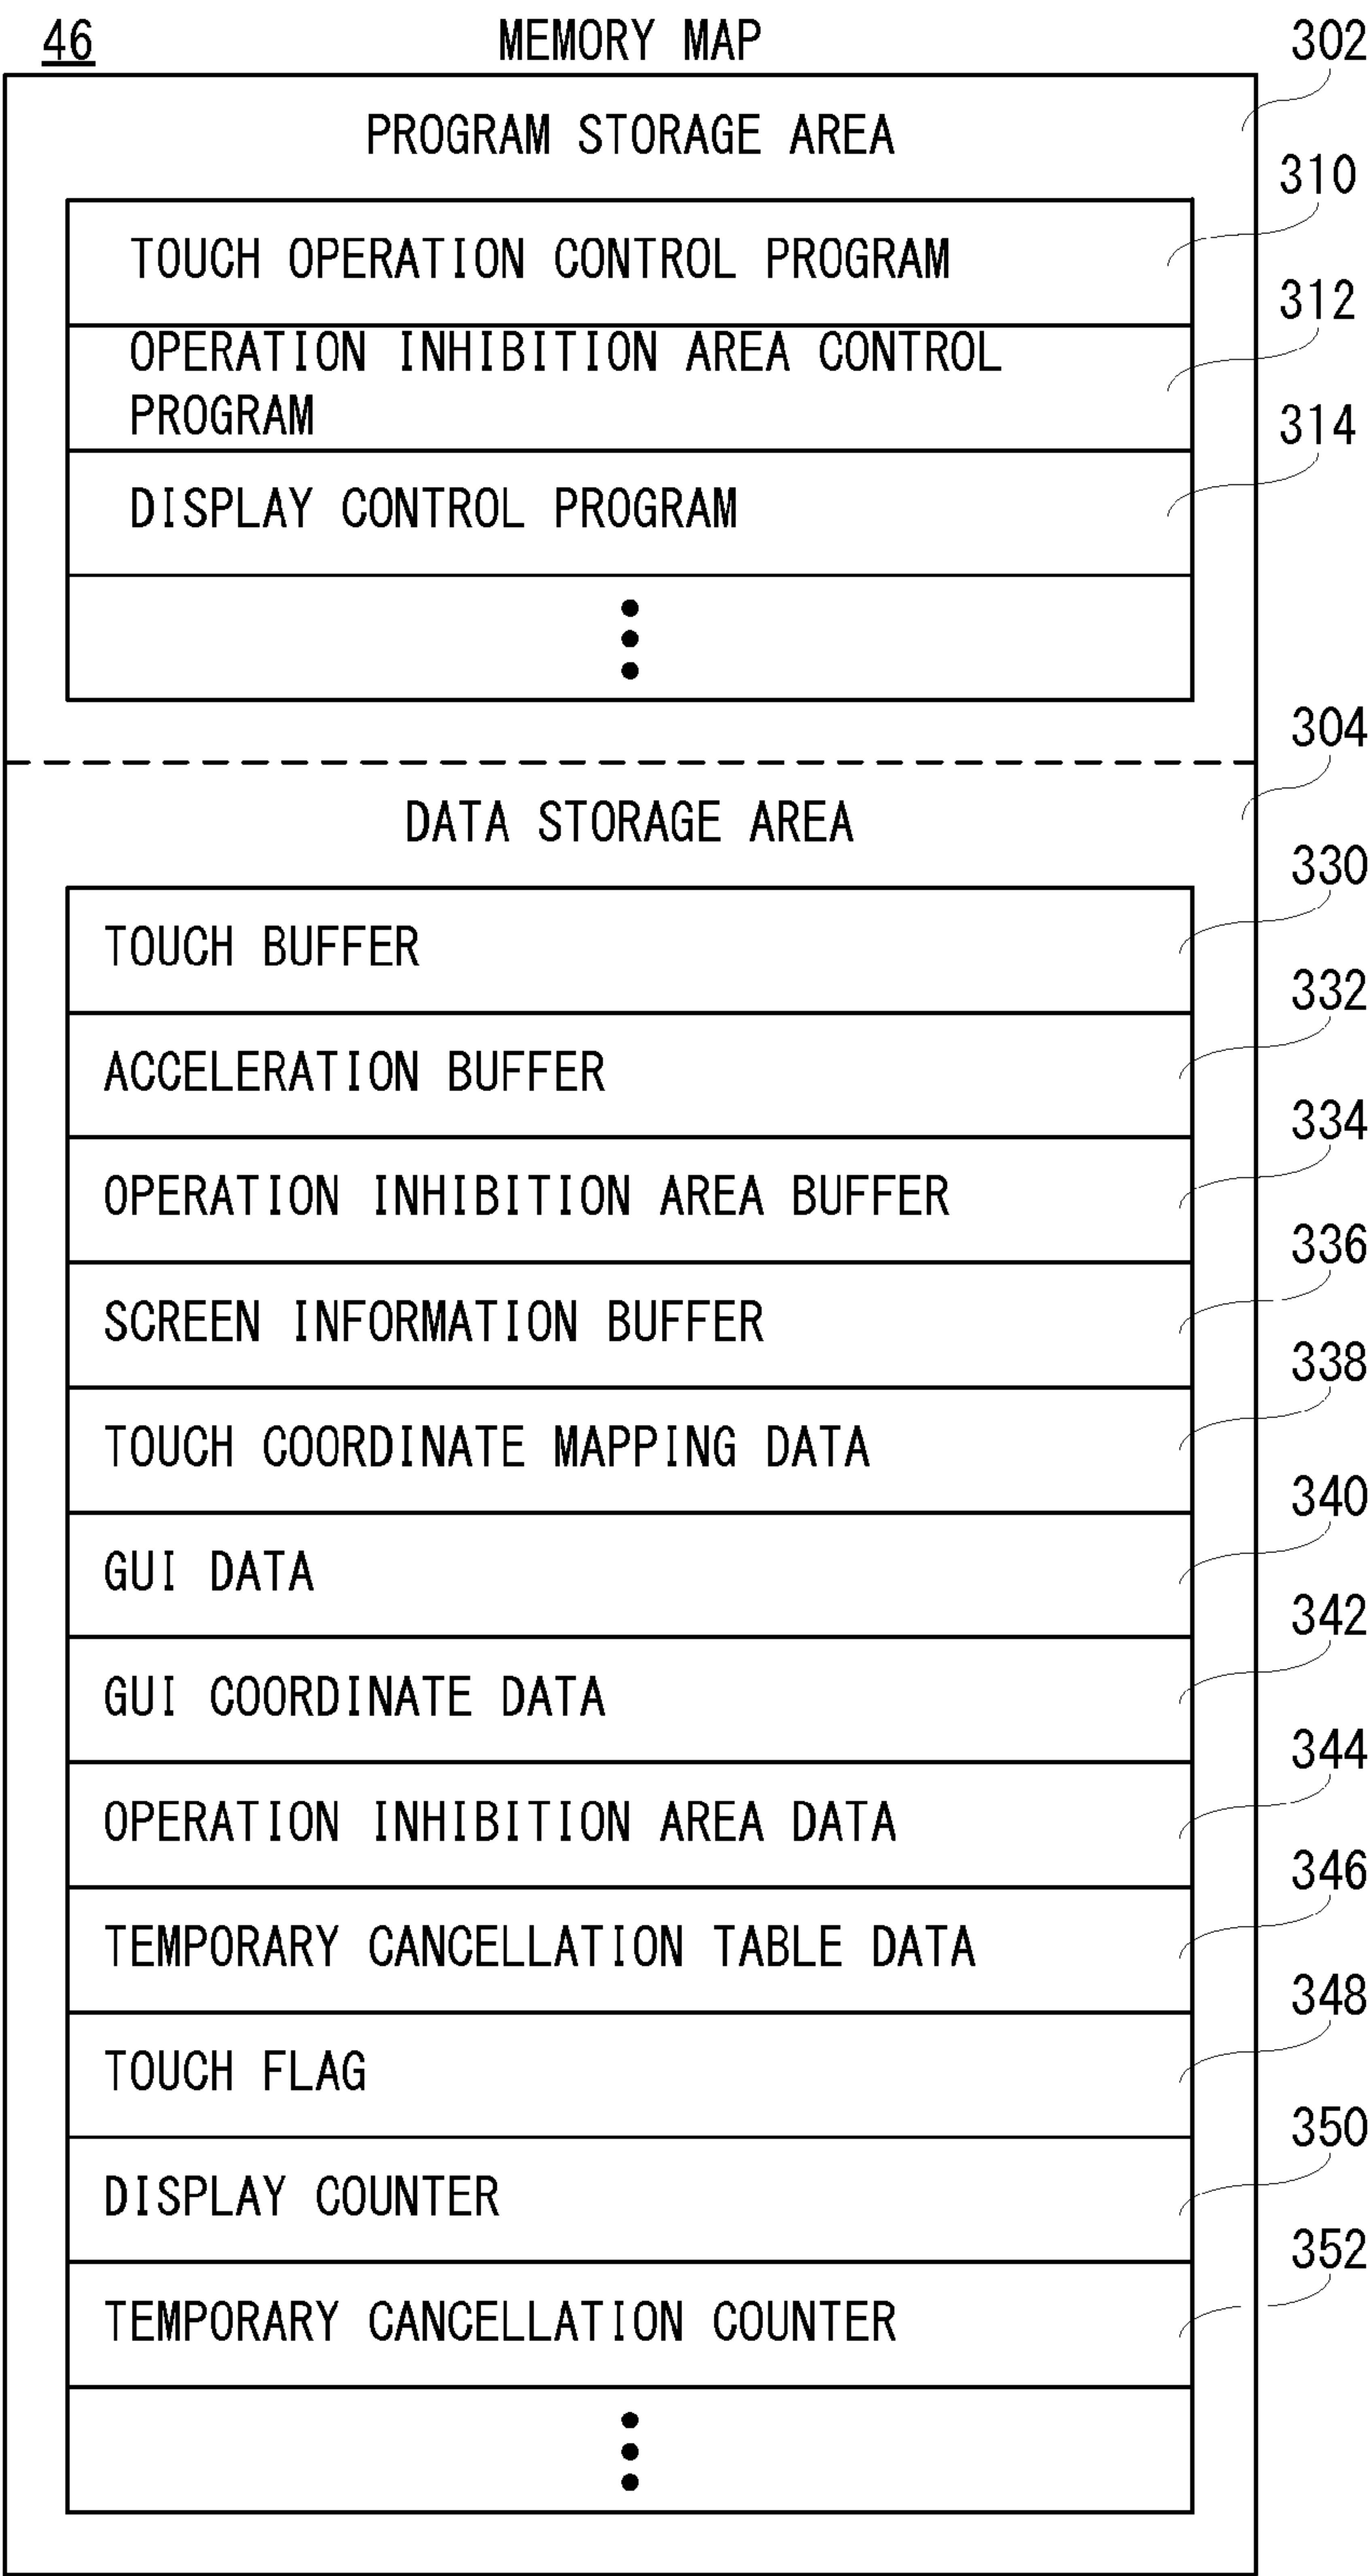 46 MEMORY MAP 302
PROGRAM STORAGE AREA
310
TOUCH OPERATION CONTROL PROGRAM
312
OPERATION INHIBITION AREA CONTROL
PROGRAM
314
DISPLAY CONTROL PROGRAM
304
DATA STORAGE AREA
330
TOUCH BUFFER
332
ACCELERATION BUFFER
334
OPERATION INHIBITION AREA BUFFER
336
SCREEN INFORMATION BUFFER
338
TOUCH COORDINATE MAPPING DATA
340
GUI DATA
342
GUI COORDINATE DATA
344
OPERATION INHIBITION AREA DATA
346
TEMPORARY CANCELLATION TABLE DATA
348
TOUCH FLAG
350
DISPLAY COUNTER
352
TEMPORARY CANCELLATION COUNTER